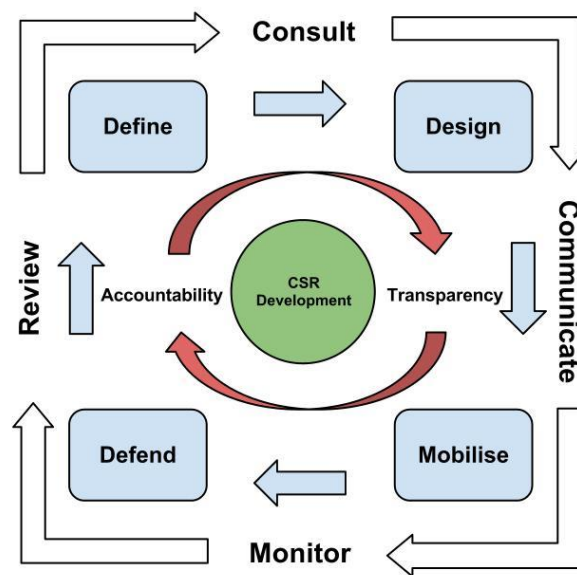 Consult
Define
Design
Review
Communicate
Accountability
CSR
Development
Transparency
Defend
Mobilise
Monitor